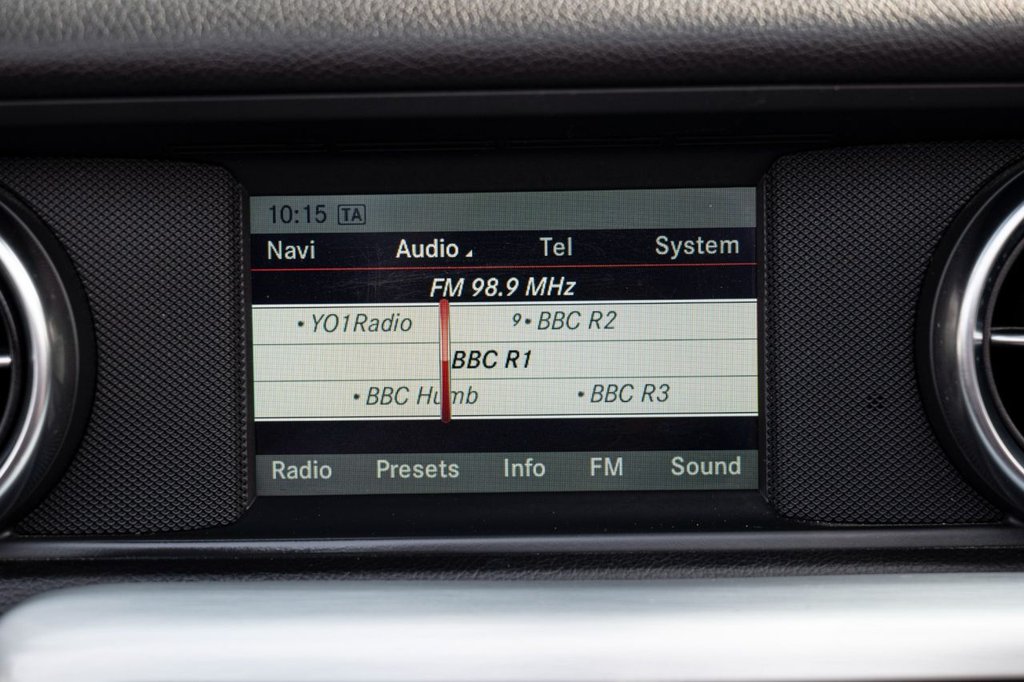 10:15 TA
Navi Audio Tel System
FM 98.9 MHz
• YO1Radio 9• BBC R2
BBC R1
• BBC Humb • BBC R3
Radio Presets Info FM Sound